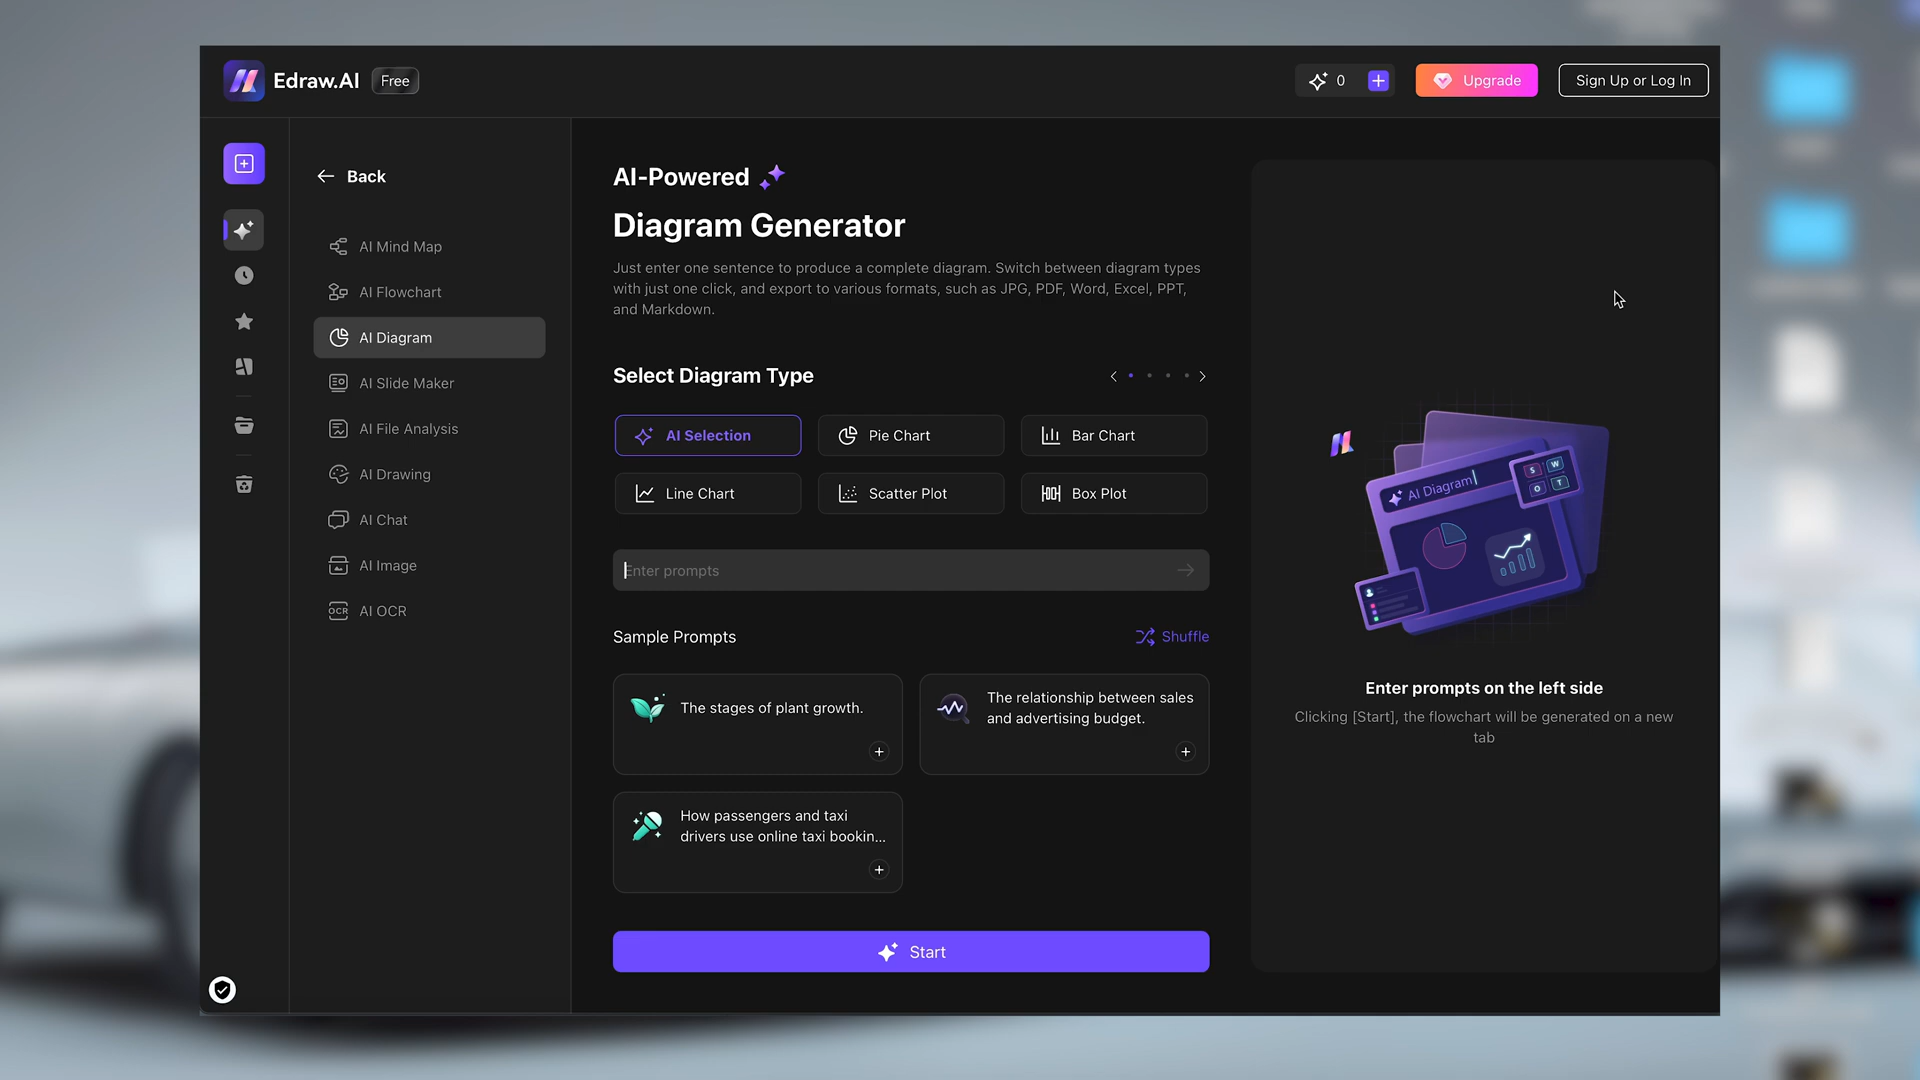 Edraw.AI Free
0
Upgrade
Sign Up or Log In
Back
AI Mind Map
AI Flowchart
AI Diagram
AI Slide Maker
AI File Analysis
AI Drawing
AI Chat
AI Image
OCR AI OCR
AI-Powered
Diagram Generator
Just enter one sentence to produce a complete diagram. Switch between diagram types
with just one click, and export to various formats, such as JPG, PDF, Word, Excel, PPT,
and Markdown.
Select Diagram Type
AI Selection
Pie Chart
Bar Chart
Line Chart
Scatter Plot
Box Plot
Enter prompts
Sample Prompts
Shuffle
The stages of plant growth.
The relationship between sales
and advertising budget.
How passengers and taxi
drivers use online taxi bookin...
Start
AI Diagram
S W
O T
Enter prompts on the left side
Clicking [Start], the flowchart will be generated on a new
tab